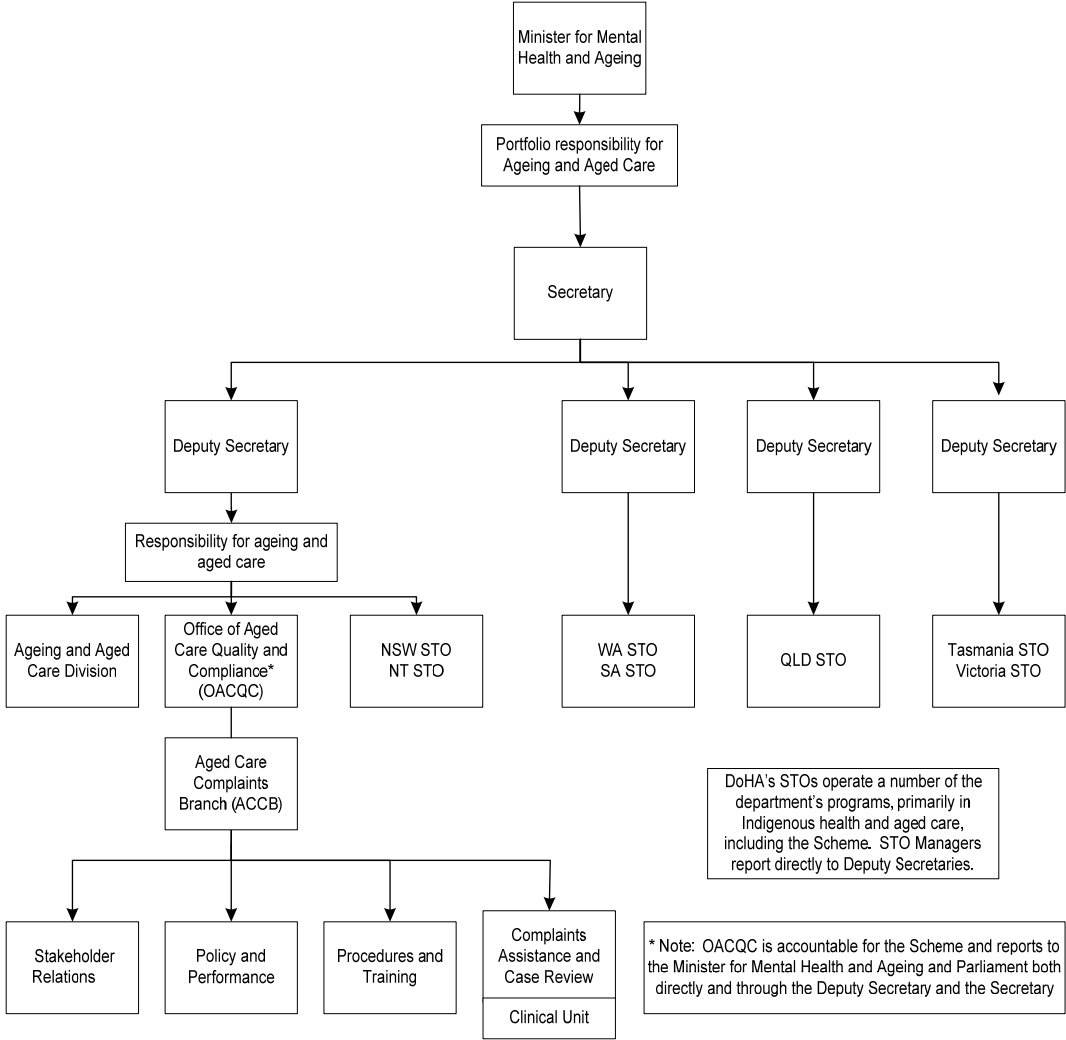 Minister for Mental
Health and Ageing
Portfolio responsibility for
Ageing and Aged Care
Secretary
Deputy Secretary
Deputy Secretary
Deputy Secretary
Deputy Secretary
Responsibility for ageing and
aged care
Ageing and Aged
Care Division
Office of Aged
Care Quality and
Compliance*
(OACQC)
NSW STO
NT STO
WA STO
SA STO
QLD STO
Tasmania STO
Victoria STO
Aged Care
Complaints
Branch (ACCB)
DoHA's STOs operate a number of the
department's programs, primarily in
Indigenous health and aged care,
including the Scheme.  STO Managers
report directly to Deputy Secretaries.
Stakeholder
Relations
Policy and
Performance
Procedures and
Training
Complaints
Assistance and
Case Review
Clinical Unit
* Note:  OACQC is accountable for the Scheme and reports to
the Minister for Mental Health and Ageing and Parliament both
directly and through the Deputy Secretary and the Secretary